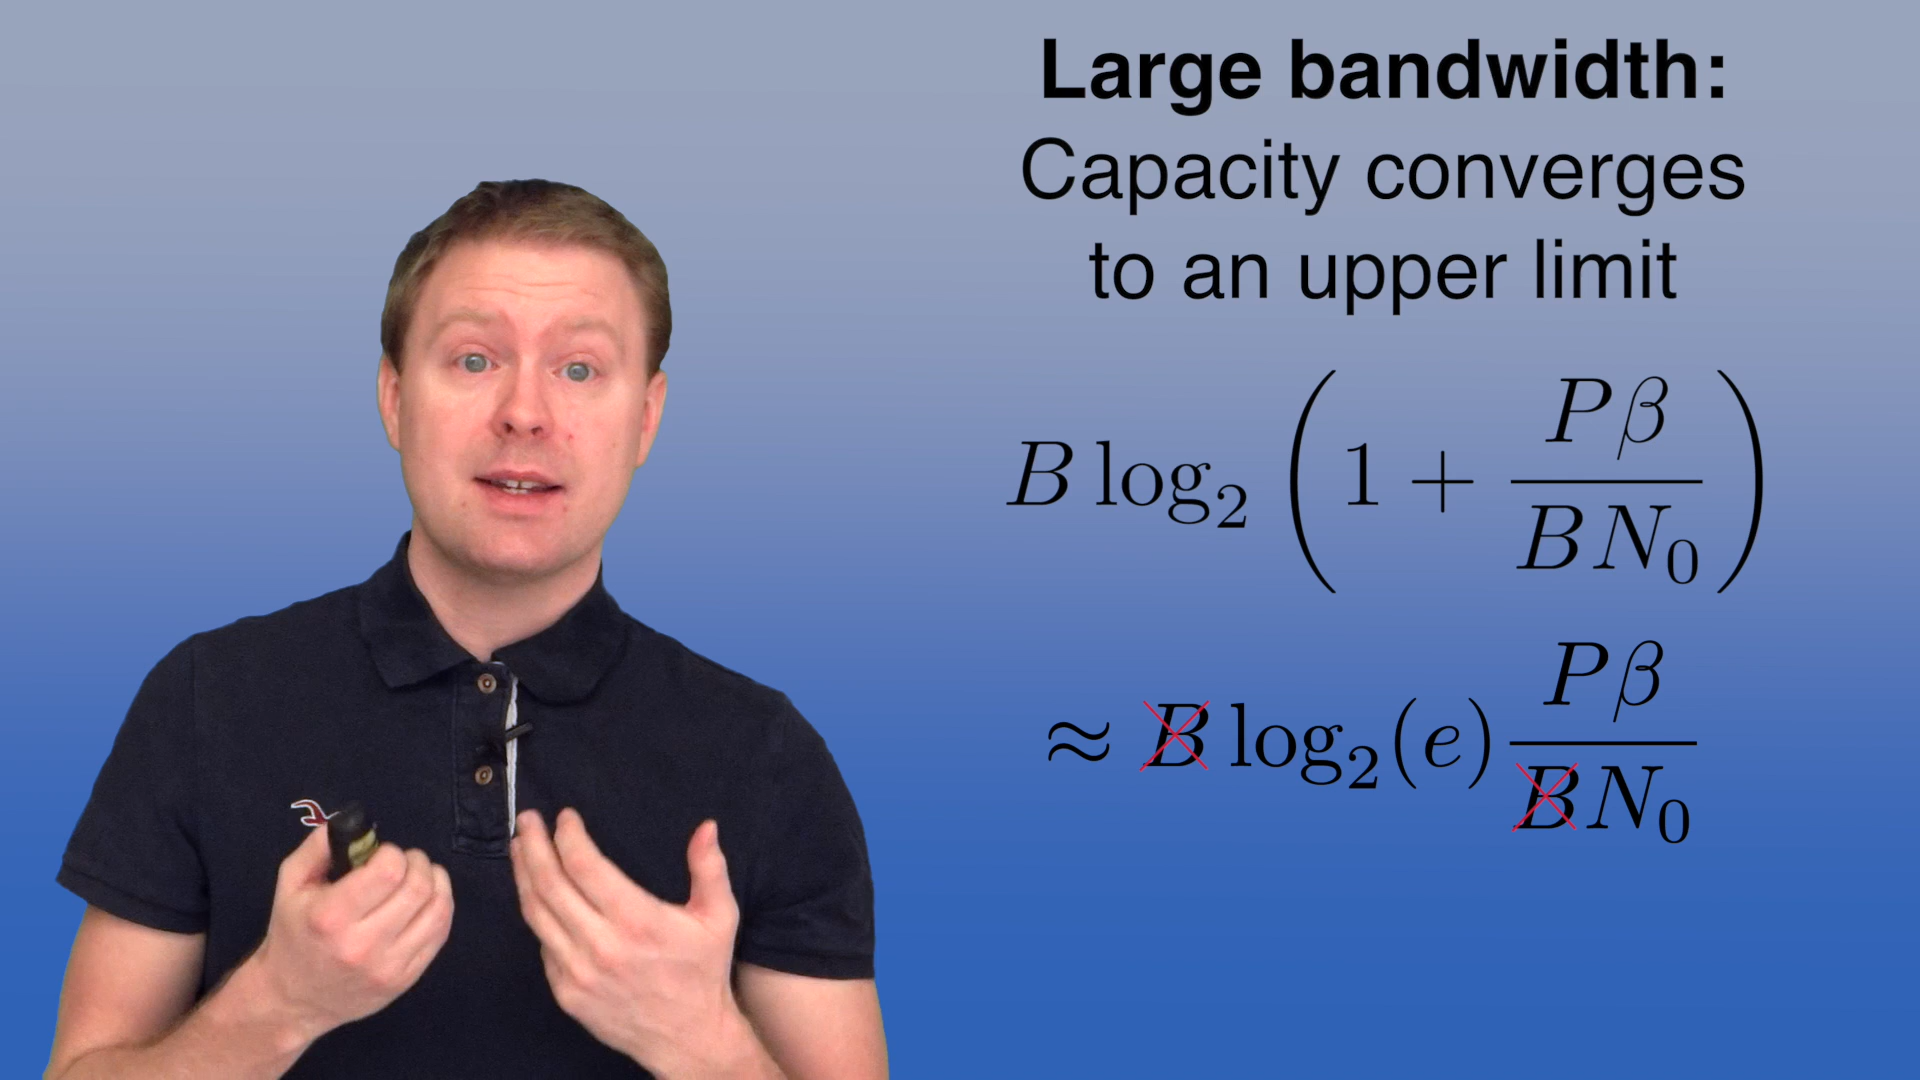 Large bandwidth:
Capacity converges
to an upper limit
B log₂ (1 + Pβ / BN₀)
≈ B log₂(e) Pβ / BN₀